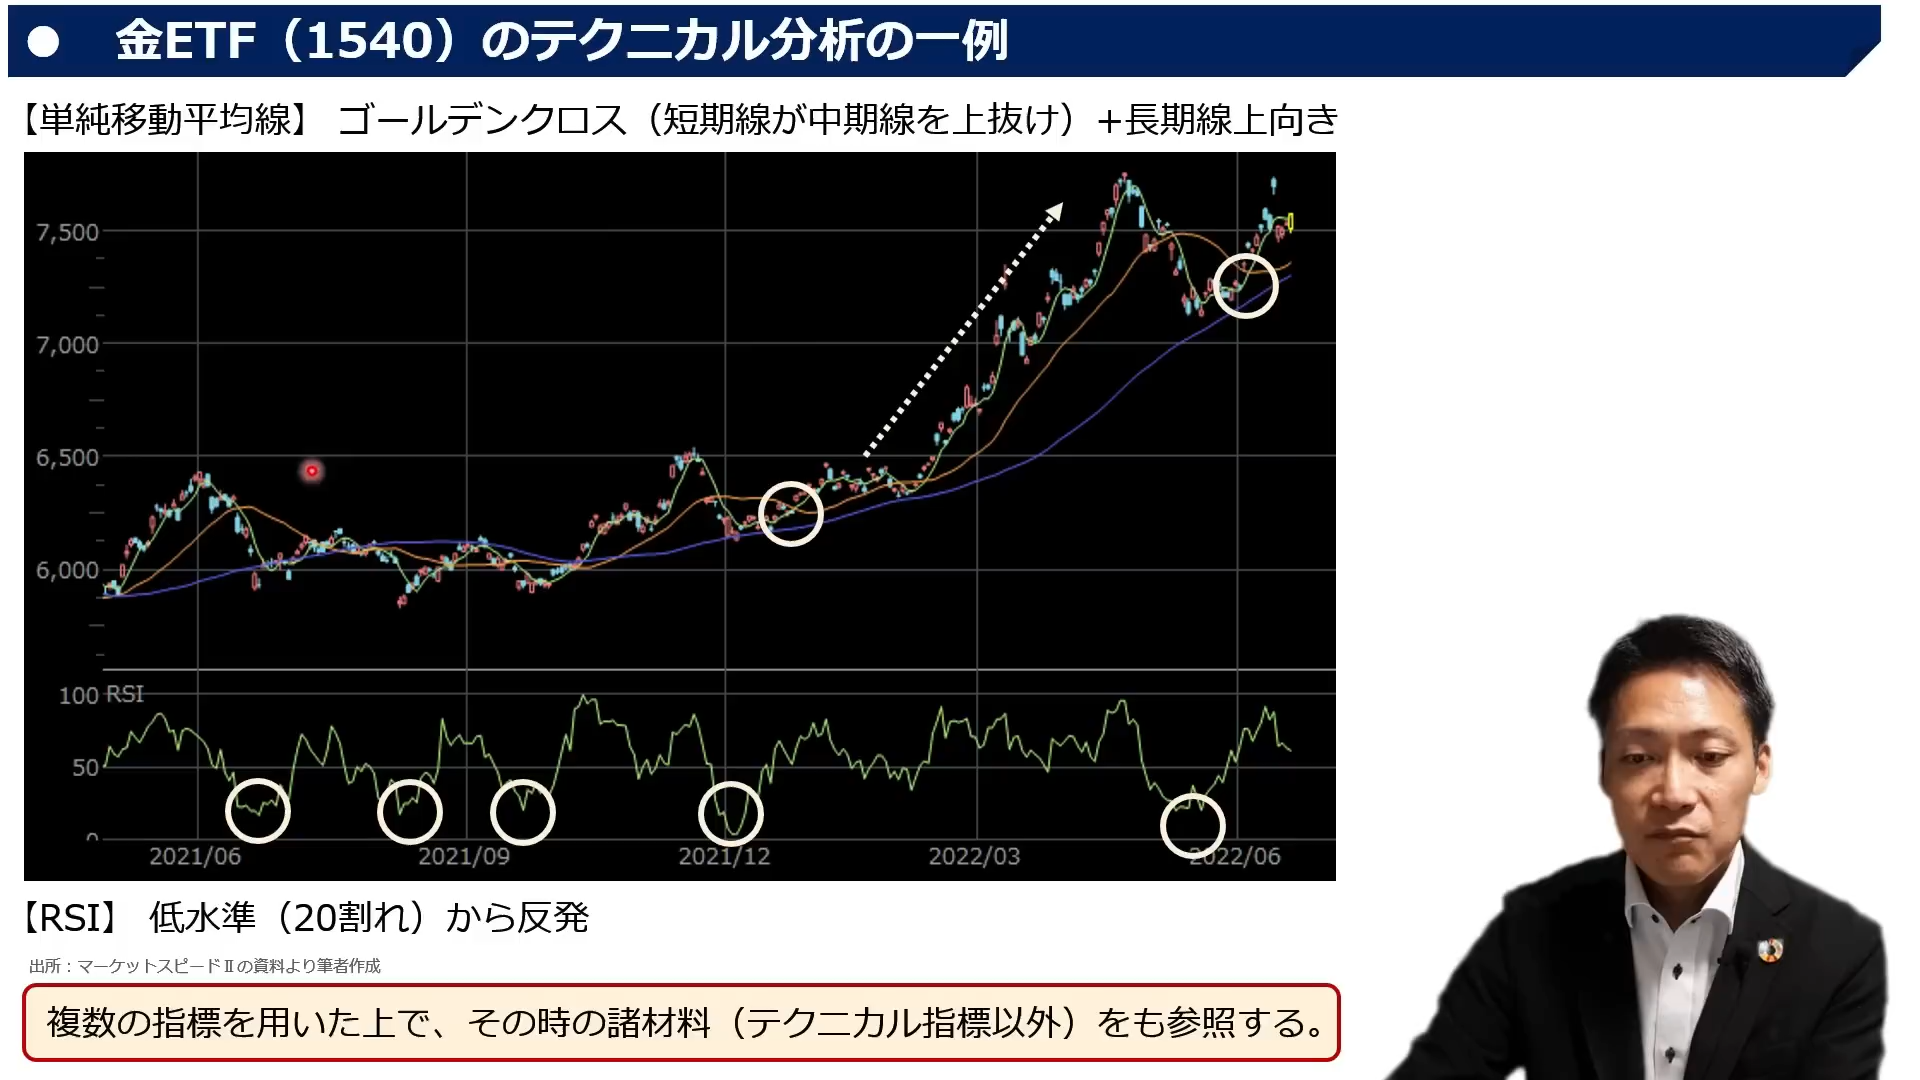 ● 金ETF（1540）のテクニカル分析の一例
【単純移動平均線】 ゴールデンクロス（短期線が中期線を上抜け）+長期線上向き
7,500
7,000
6,500
6,000
100 RSI
50
0
2021/06 2021/09 2021/12 2022/03 2022/06
【RSI】 低水準（20割れ）から反発
出所：マーケットスピードⅡの資料より筆者作成
複数の指標を用いた上で、その時の諸材料（テクニカル指標以外）をも参照する。